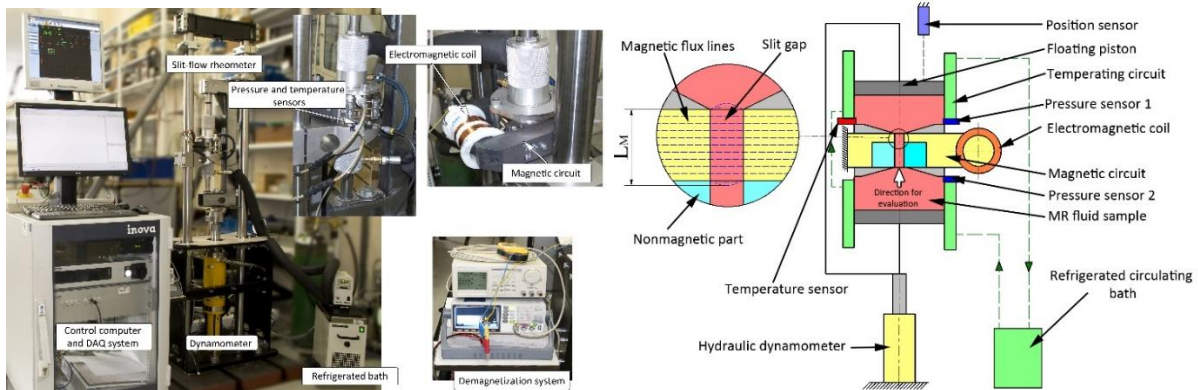 Slit-flow rheometer
Pressure and temperature
sensors
Electromagnetic coil
Magnetic circuit
inova
Control computer
and DAQ system
Dynamometer
Refrigerated bath
Demagnetization system
Magnetic flux lines
Slit gap
LM
Nonmagnetic part
Position sensor
Floating piston
Temperating circuit
Pressure sensor 1
Electromagnetic coil
Magnetic circuit
Pressure sensor 2
MR fluid sample
Direction for
evaluation
Temperature sensor
Refrigerated circulating
bath
Hydraulic dynamometer